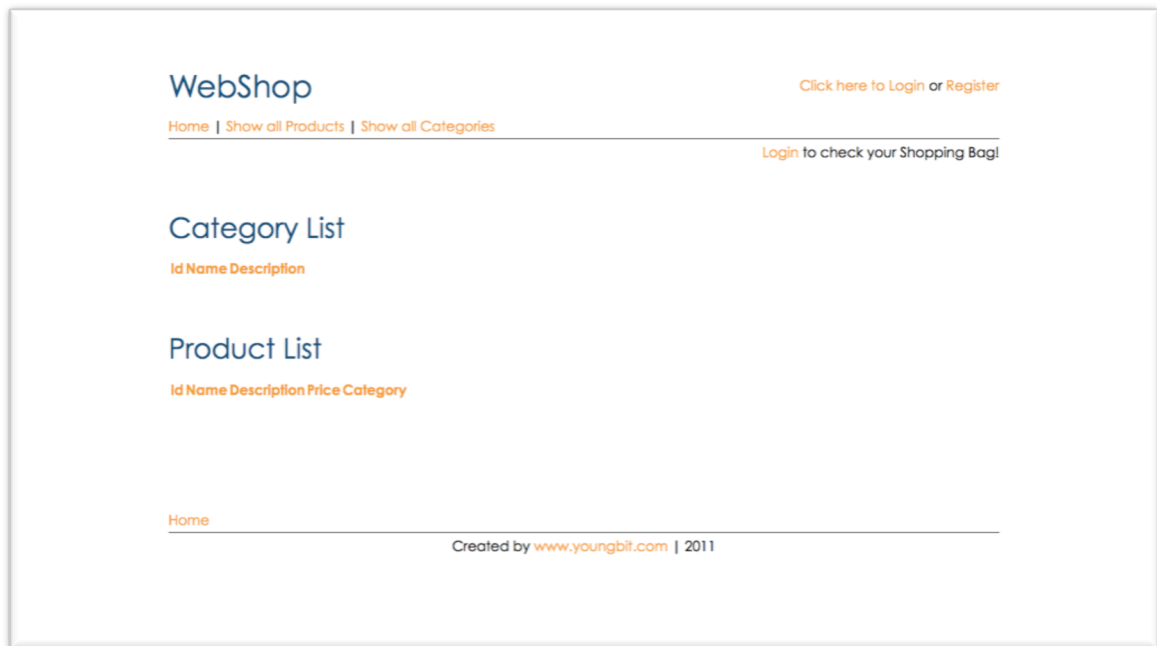 WebShop
Click here to Login or Register
Home | Show all Products | Show all Categories
Login to check your Shopping Bag!
Category List
Id Name Description
Product List
Id Name Description Price Category
Home
Created by www.youngbit.com | 2011